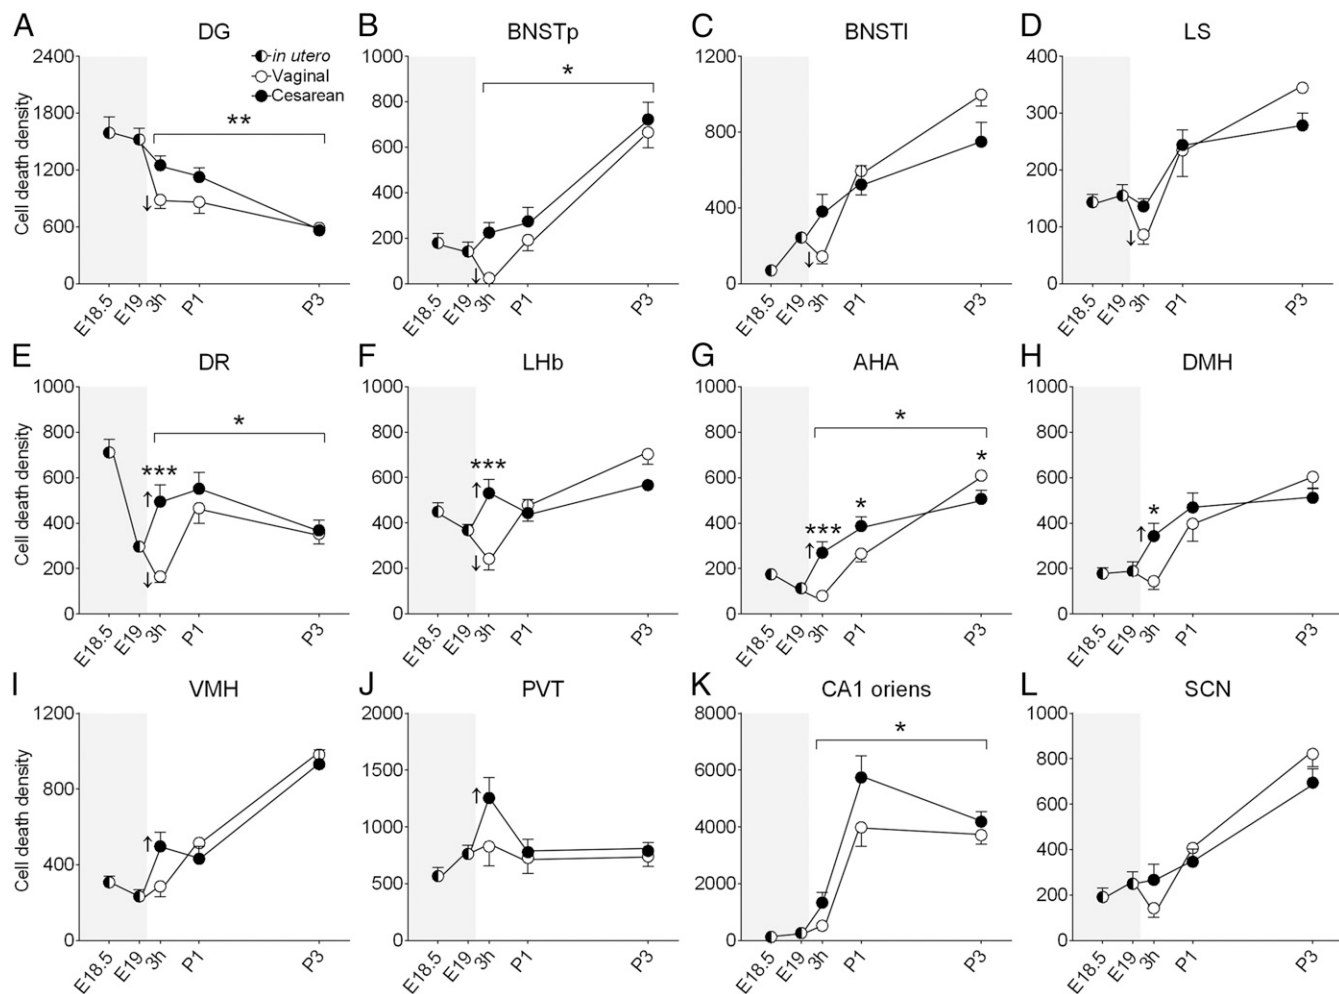 A DG
in utero
Vaginal
Cesarean
**
Cell death density
2400
1800
1200
600
0
E18.5 E19 3h P1 P3
B BNSTp
*
1000
800
600
400
200
0
E18.5 E19 3h P1 P3
C BNSTl
1200
800
400
0
E18.5 E19 3h P1 P3
D LS
400
300
200
100
0
E18.5 E19 3h P1 P3
E DR
*
***
Cell death density
1000
800
600
400
200
0
E18.5 E19 3h P1 P3
F LHb
***
1000
800
600
400
200
0
E18.5 E19 3h P1 P3
G AHA
*
*** * *
1000
800
600
400
200
0
E18.5 E19 3h P1 P3
H DMH
*
1000
800
600
400
200
0
E18.5 E19 3h P1 P3
I VMH
Cell death density
1200
800
400
0
E18.5 E19 3h P1 P3
J PVT
2000
1500
1000
500
0
E18.5 E19 3h P1 P3
K CA1 oriens
*
8000
6000
4000
2000
0
E18.5 E19 3h P1 P3
L SCN
1000
800
600
400
200
0
E18.5 E19 3h P1 P3